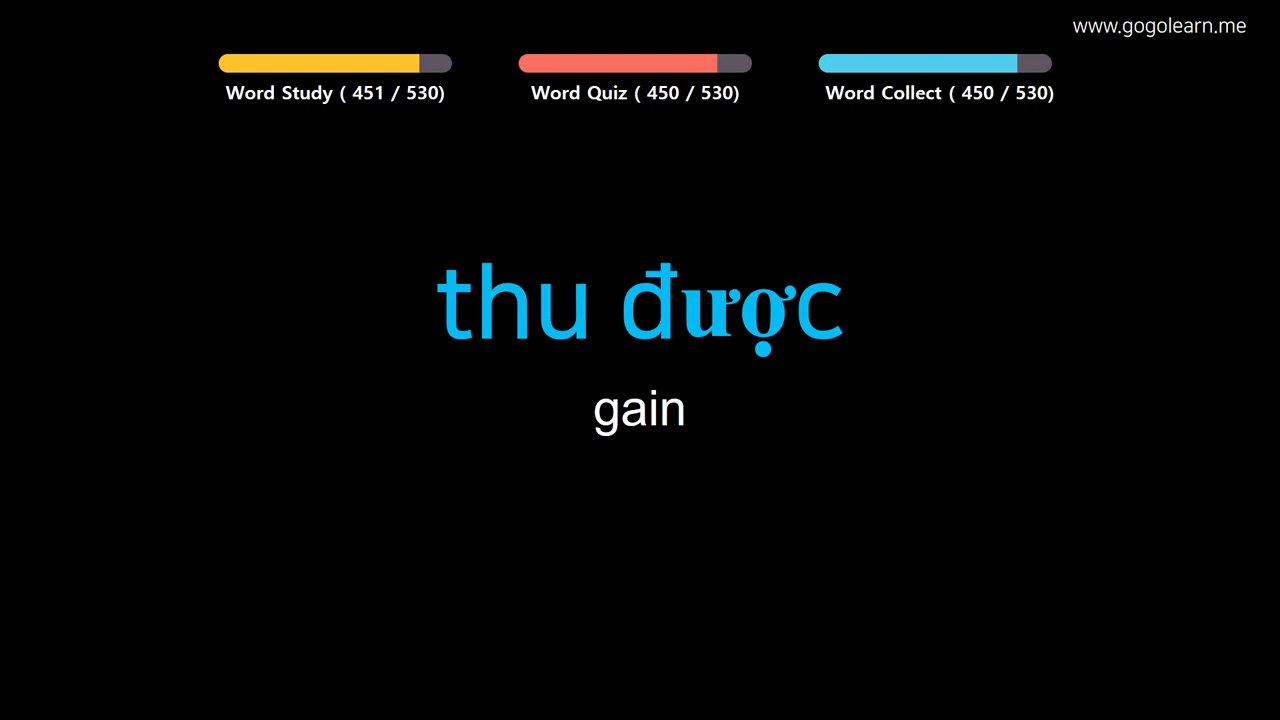 www.gogolearn.me
Word Study ( 451 / 530)
Word Quiz ( 450 / 530)
Word Collect ( 450 / 530)
thu được
gain